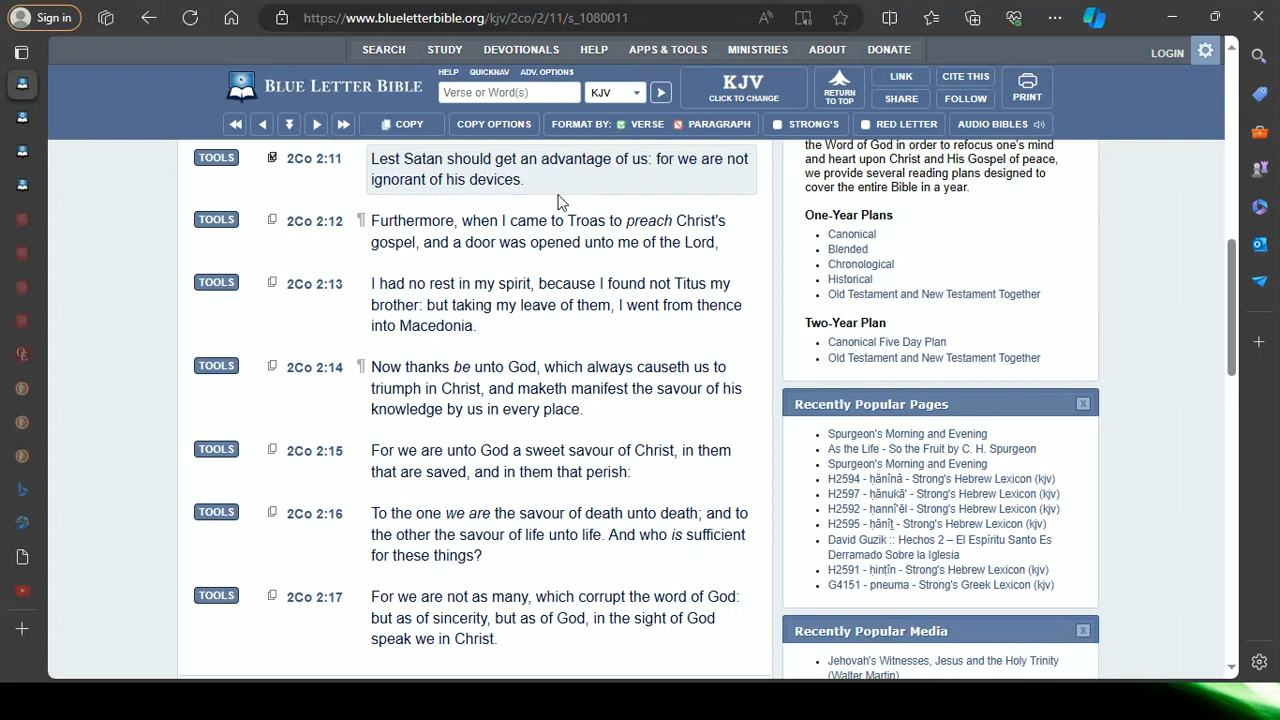 Sign in
https://www.blueletterbible.org/kjv/2co/2/11/s_1080011
SEARCH STUDY DEVOTIONALS HELP APPS & TOOLS MINISTRIES ABOUT DONATE
LOGIN
BLUE LETTER BIBLE
HELP QUICKNAV ADV. OPTIONS
Verse or Word(s)
KJV
KJV
CLICK TO CHANGE
RETURN
TO TOP
LINK
CITE THIS
SHARE
FOLLOW
PRINT
COPY
COPY OPTIONS
FORMAT BY: VERSE PARAGRAPH
STRONG'S
RED LETTER
AUDIO BIBLES
TOOLS 2Co 2:11 Lest Satan should get an advantage of us: for we are not
ignorant of his devices.
TOOLS 2Co 2:12 ¶ Furthermore, when I came to Troas to preach Christ's
gospel, and a door was opened unto me of the Lord,
TOOLS 2Co 2:13 I had no rest in my spirit, because I found not Titus my
brother: but taking my leave of them, I went from thence
into Macedonia.
TOOLS 2Co 2:14 ¶ Now thanks be unto God, which always causeth us to
triumph in Christ, and maketh manifest the savour of his
knowledge by us in every place.
TOOLS 2Co 2:15 For we are unto God a sweet savour of Christ, in them
that are saved, and in them that perish:
TOOLS 2Co 2:16 To the one we are the savour of death unto death; and to
the other the savour of life unto life. And who is sufficient
for these things?
TOOLS 2Co 2:17 For we are not as many, which corrupt the word of God:
but as of sincerity, but as of God, in the sight of God
speak we in Christ.
the Word of God in order to refocus one's mind
and heart upon Christ and His Gospel of peace,
we provide several reading plans designed to
cover the entire Bible in a year.
One-Year Plans
Canonical
Blended
Chronological
Historical
Old Testament and New Testament Together
Two-Year Plan
Canonical Five Day Plan
Old Testament and New Testament Together
Recently Popular Pages
X
Spurgeon's Morning and Evening
As the Life - So the Fruit by C. H. Spurgeon
Spurgeon's Morning and Evening
H2594 - ḥănînâ - Strong's Hebrew Lexicon (kjv)
H2597 - ḥănukā' - Strong's Hebrew Lexicon (kjv)
H2592 - ḥannî'ēl - Strong's Hebrew Lexicon (kjv)
H2595 - ḥănîṯ - Strong's Hebrew Lexicon (kjv)
David Guzik :: Hechos 2 – El Espíritu Santo Es
Derramado Sobre la Iglesia
H2591 - ḥinṭîn - Strong's Hebrew Lexicon (kjv)
G4151 - pneuma - Strong's Greek Lexicon (kjv)
Recently Popular Media
X
Jehovah's Witnesses, Jesus and the Holy Trinity
(Walter Martin)